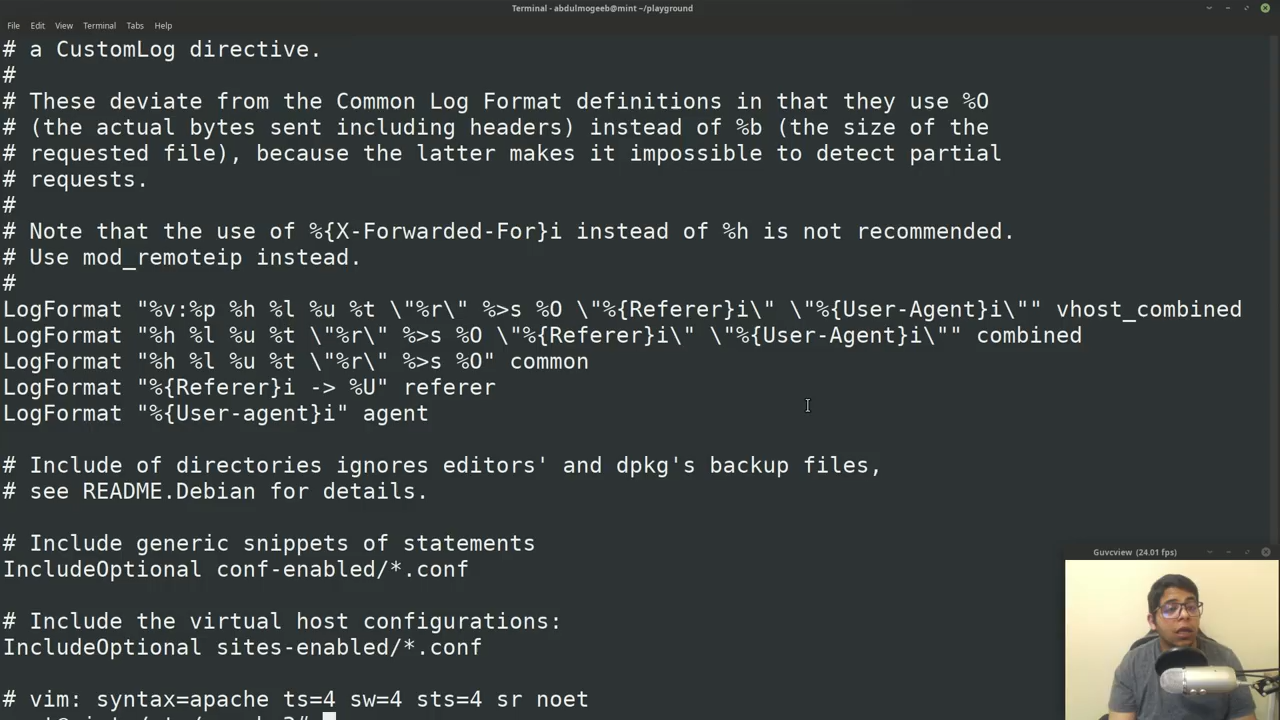 Terminal - abdulmogeeb@mint ~/playground
File Edit View Terminal Tabs Help
# a CustomLog directive.
#
# These deviate from the Common Log Format definitions in that they use %O
# (the actual bytes sent including headers) instead of %b (the size of the
# requested file), because the latter makes it impossible to detect partial
# requests.
#
# Note that the use of %{X-Forwarded-For}i instead of %h is not recommended.
# Use mod_remoteip instead.
#
LogFormat "%v:%p %h %l %u %t \"%r\" %>s %O \"%{Referer}i\" \"%{User-Agent}i\"" vhost_combined
LogFormat "%h %l %u %t \"%r\" %>s %O \"%{Referer}i\" \"%{User-Agent}i\"" combined
LogFormat "%h %l %u %t \"%r\" %>s %O" common
LogFormat "%{Referer}i -> %U" referer
LogFormat "%{User-agent}i" agent
# Include of directories ignores editors' and dpkg's backup files,
# see README.Debian for details.
# Include generic snippets of statements
IncludeOptional conf-enabled/*.conf
# Include the virtual host configurations:
IncludeOptional sites-enabled/*.conf
# vim: syntax=apache ts=4 sw=4 sts=4 sr noet
Guvcview (24.01 fps)